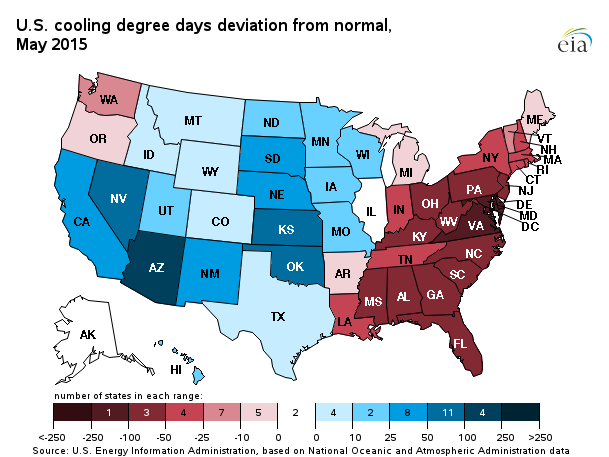 U.S. cooling degree days deviation from normal,
May 2015
eia
WA
OR
MT
ID
WY
ND
SD
MN
WI
NE
IA
CA
NV
UT
CO
KS
MO
AZ
NM
OK
TX
AR
LA
IL
MI
IN
OH
KY
TN
MS
AL
GA
FL
SC
NC
VA
WV
PA
NY
ME
VT
NH
MA
RI
CT
NJ
DE
MD
DC
AK
HI
number of states in each range:
1 3 4 7 5 2 4 10 2 8 11 4
<-250 -250 -100 -50 -25 -10 0 0 10 25 50 100 250 >250
Source: U.S. Energy Information Administration, based on National Oceanic and Atmospheric Administration data